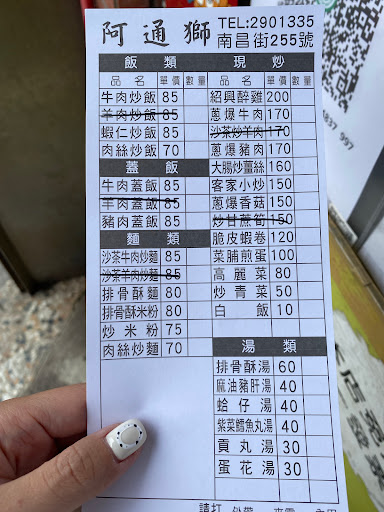 阿通獅
TEL:2901335
南昌街255號
飯類
品名 單價 數量
牛肉炒飯 85
羊肉炒飯 85
蝦仁炒飯 85
肉絲炒飯 70
蓋飯
牛肉蓋飯 85
羊肉蓋飯 85
豬肉蓋飯 85
麵類
沙茶牛肉炒麵 85
沙茶羊肉炒麵 85
排骨酥麵 80
排骨酥米粉 80
炒米粉 75
肉絲炒麵 70
現炒
品名 單價 數量
紹興醉雞 200
蔥爆牛肉 170
沙茶炒羊肉 170
蔥爆豬肉 170
大腸炒薑絲 160
客家小炒 150
蔥爆香菇 150
炒甘蔗筍 150
脆皮蝦卷 120
菜脯煎蛋 100
高麗菜 80
炒青菜 50
白飯 10
湯類
排骨酥湯 60
麻油豬肝湯 40
蛤仔湯 40
紫菜鱈魚丸湯 40
貢丸湯 30
蛋花湯 30